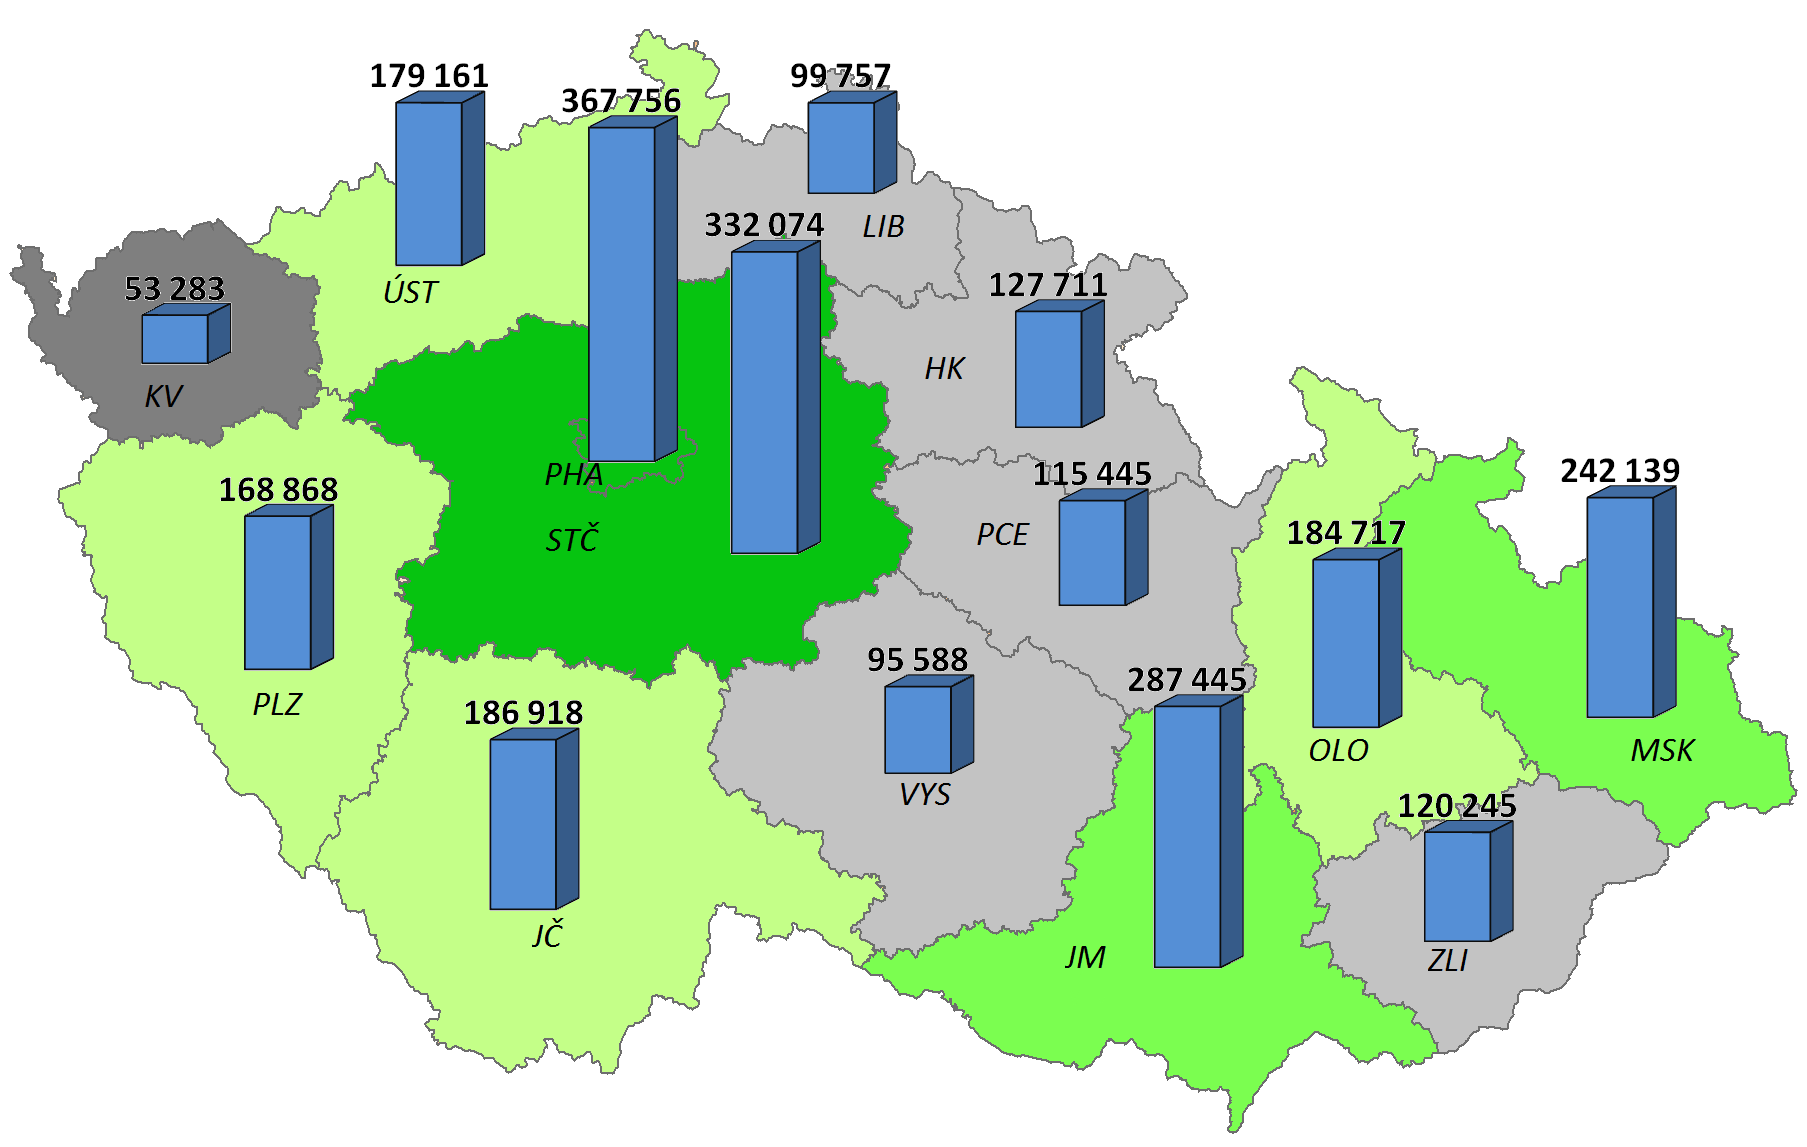 179 161
ÚST
367 756
PHA
99 757
LIB
332 074
STČ
53 283
KV
127 711
HK
168 868
PLZ
115 445
PCE
184 717
OLO
242 139
MSK
186 918
JČ
95 588
VYS
287 445
JM
120 245
ZLI